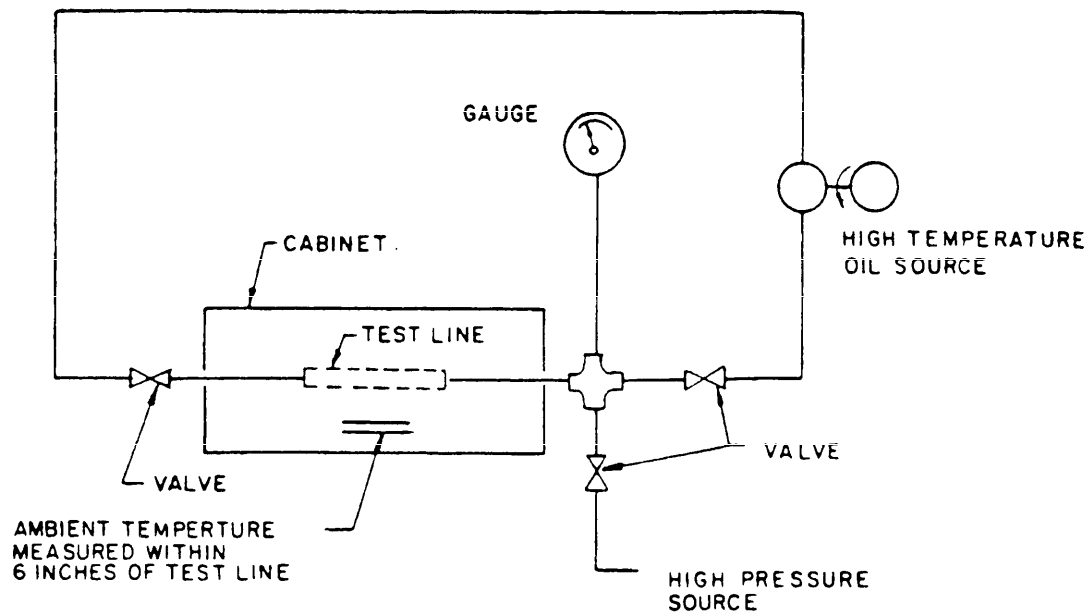 GAUGE
HIGH TEMPERATURE
OIL SOURCE
CABINET.
TEST LINE
VALVE
VALVE
AMBIENT TEMPERTURE
MEASURED WITHIN
6 INCHES OF TEST LINE
HIGH PRESSURE
SOURCE